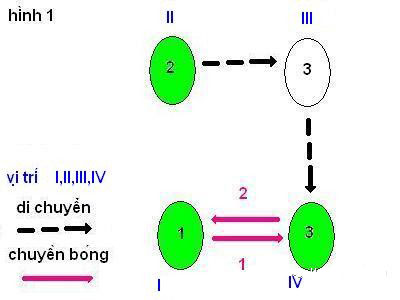 hình 1
II
III
2
3
vị trí I,II,III,IV
di chuyển
chuyền bóng
2
1
3
1
I
IV